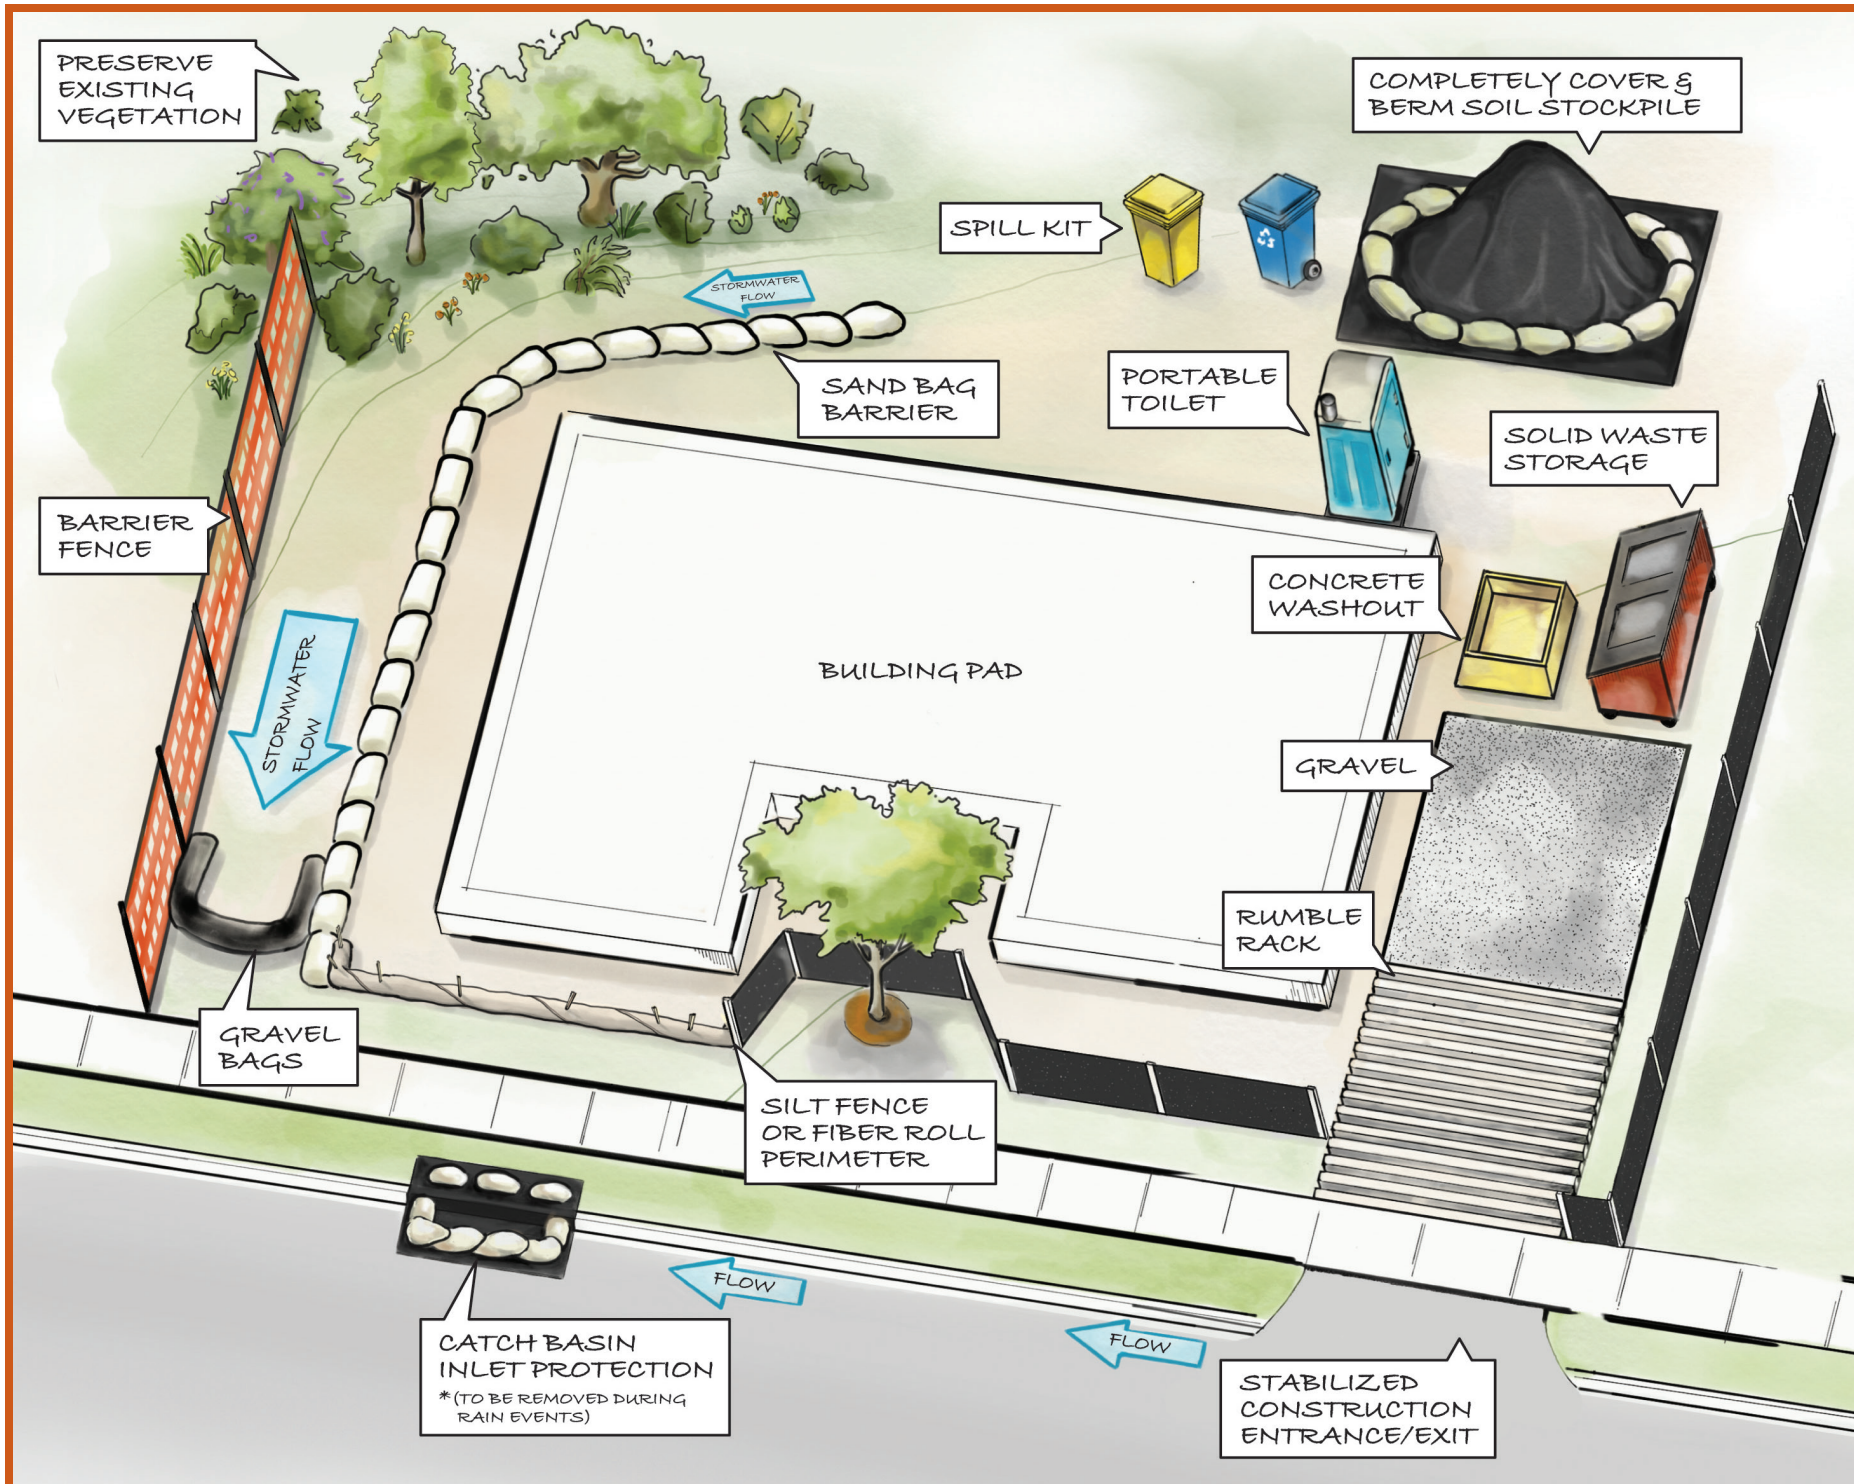 PRESERVE
EXISTING
VEGETATION
COMPLETELY COVER &
BERM SOIL STOCKPILE
SPILL KIT
STORMWATER
FLOW
SAND BAG
BARRIER
PORTABLE
TOILET
SOLID WASTE
STORAGE
BARRIER
FENCE
CONCRETE
WASHOUT
STORMWATER
FLOW
BUILDING PAD
GRAVEL
RUMBLE
RACK
GRAVEL
BAGS
SILT FENCE
OR FIBER ROLL
PERIMETER
FLOW
FLOW
CATCH BASIN
INLET PROTECTION
*(TO BE REMOVED DURING
RAIN EVENTS)
STABILIZED
CONSTRUCTION
ENTRANCE/EXIT